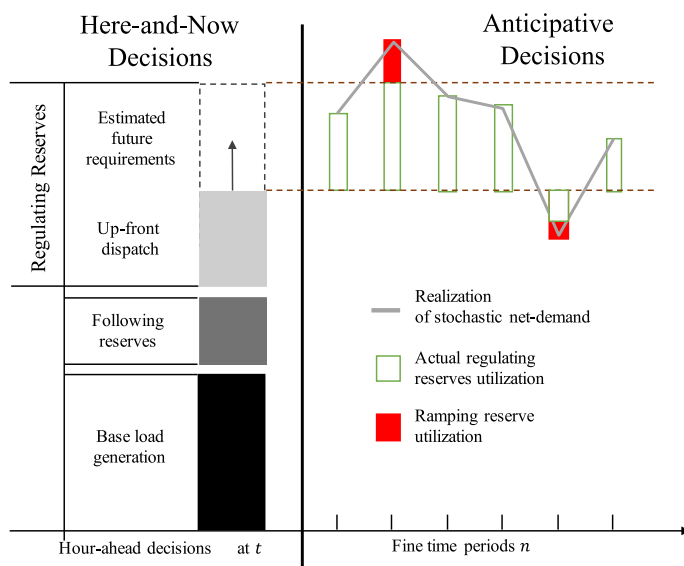 Here-and-Now
Decisions
Anticipative
Decisions
Regulating Reserves
Estimated
future
requirements
Up-front
dispatch
Following
reserves
Base load
generation
Realization
of stochastic net-demand
Actual regulating
reserves utilization
Ramping reserve
utilization
Hour-ahead decisions at t
Fine time periods n